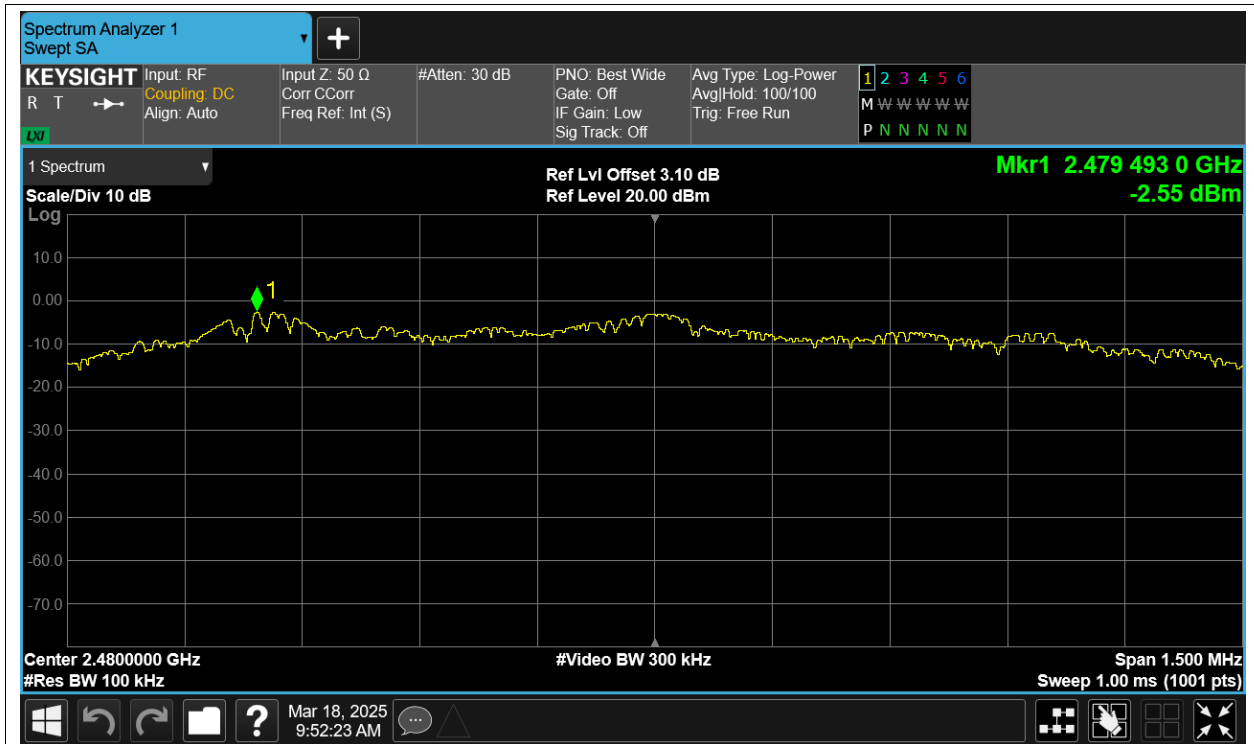 Spectrum Analyzer 1
Swept SA
KEYSIGHT
R T
LXI
Input: RF
Coupling: DC
Align: Auto
Input Z: 50 Ω
Corr CCorr
Freq Ref: Int (S)
#Atten: 30 dB
PNO: Best Wide
Gate: Off
IF Gain: Low
Sig Track: Off
Avg Type: Log-Power
Avg|Hold: 100/100
Trig: Free Run
1 2 3 4 5 6
M W W W W W
P N N N N N
1 Spectrum
Scale/Div 10 dB
Log
Ref Lvl Offset 3.10 dB
Ref Level 20.00 dBm
Mkr1 2.479 493 0 GHz
-2.55 dBm
10.0
0.00
-10.0
-20.0
-30.0
-40.0
-50.0
-60.0
-70.0
1
Center 2.4800000 GHz
#Res BW 100 kHz
#Video BW 300 kHz
Span 1.500 MHz
Sweep 1.00 ms (1001 pts)
?
Mar 18, 2025
9:52:23 AM